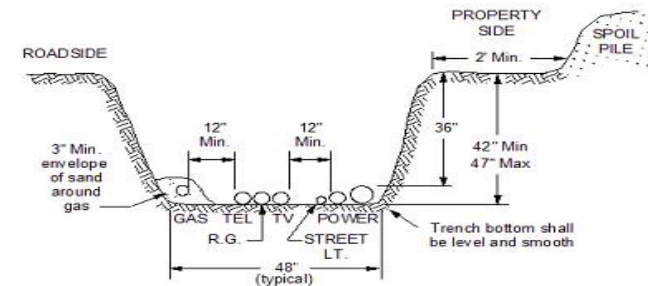 PROPERTY
SIDE
SPOIL
PILE
ROADSIDE
2' Min.
12"
Min.
12"
Min.
36"
3" Min.
envelope
of sand
around
gas
42" Min
47" Max
GAS TEL TV POWER
R.G.
STREET
LT.
Trench bottom shall
be level and smooth
48"
(typical)